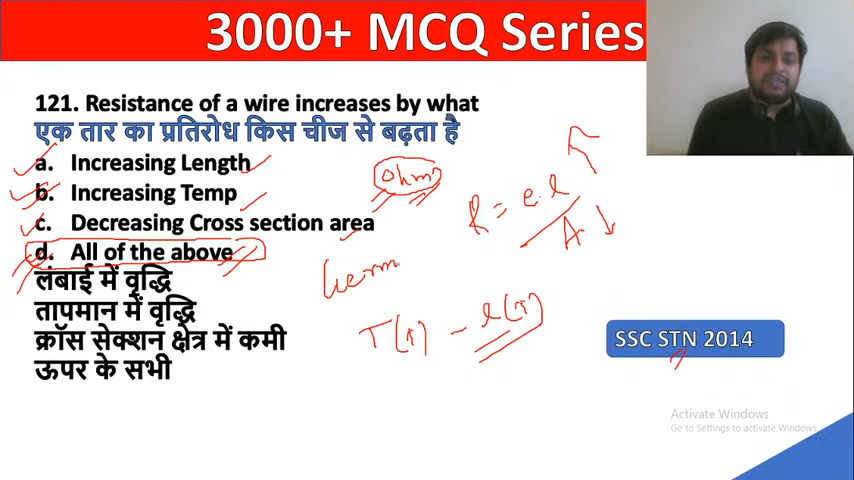 3000+ MCQ Series
121. Resistance of a wire increases by what
एक तार का प्रतिरोध किस चीज से बढ़ता है
a. Increasing Length
b. Increasing Temp
c. Decreasing Cross section area
d. All of the above
लंबाई में वृद्धि
तापमान में वृद्धि
क्रॉस सेक्शन क्षेत्र में कमी
ऊपर के सभी
ohm
R = e.l
A ↓
T(↑) - l(↑)
SSC STN 2014
Activate Windows
Go to Settings to activate Windows.